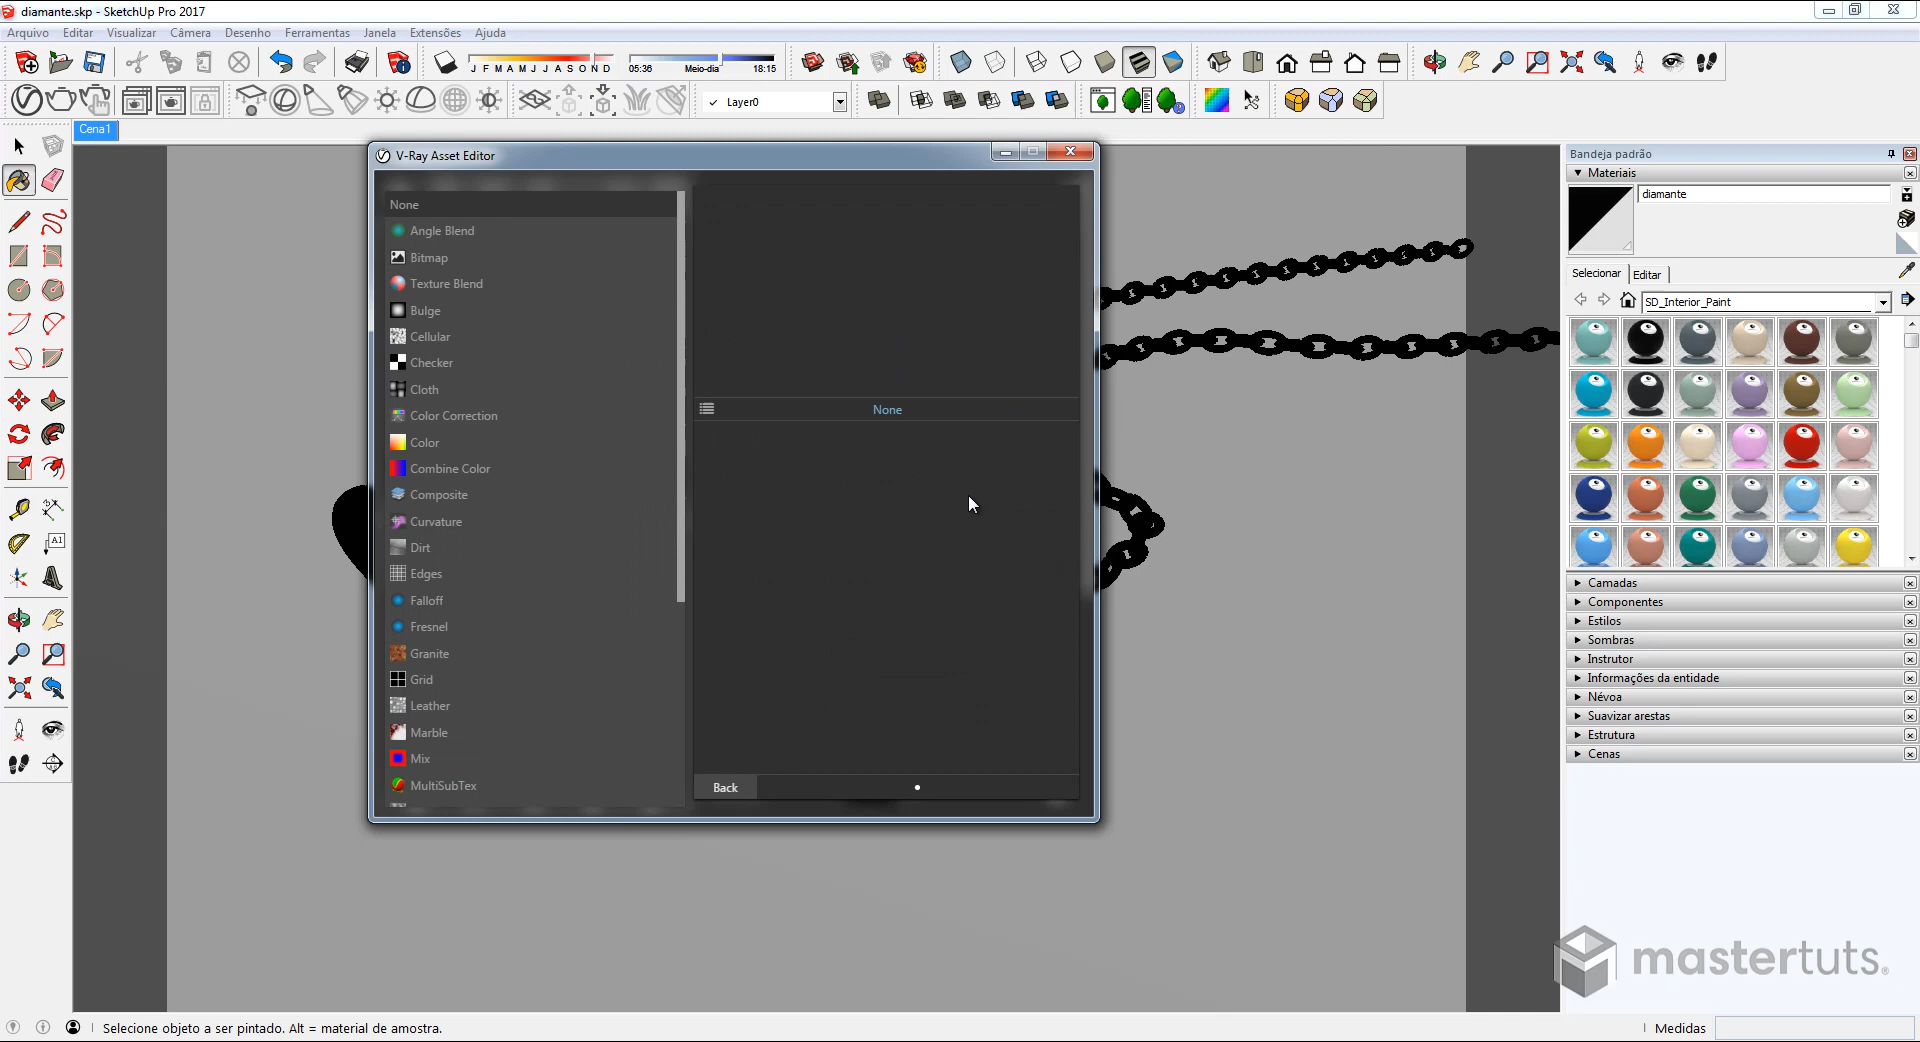 diamante.skp - SketchUp Pro 2017
Arquivo Editar Visualizar Câmera Desenho Ferramentas Janela Extensões Ajuda
J F M A M J J A S O N D 05:36 Meio-dia 18:15
Layer0
Cena1
V-Ray Asset Editor
None
Angle Blend
Bitmap
Texture Blend
Bulge
Cellular
Checker
Cloth
Color Correction
Color
Combine Color
Composite
Curvature
Dirt
Edges
Falloff
Fresnel
Granite
Grid
Leather
Marble
Mix
MultiSubTex
None
Back
Bandeja padrão
Materiais
diamante
Selecionar Editar
SD_Interior_Paint
Camadas
Componentes
Estilos
Sombras
Instrutor
Informações da entidade
Névoa
Suavizar arestas
Estrutura
Cenas
A1
mastertuts®
Selecione objeto a ser pintado. Alt = material de amostra.
Medidas